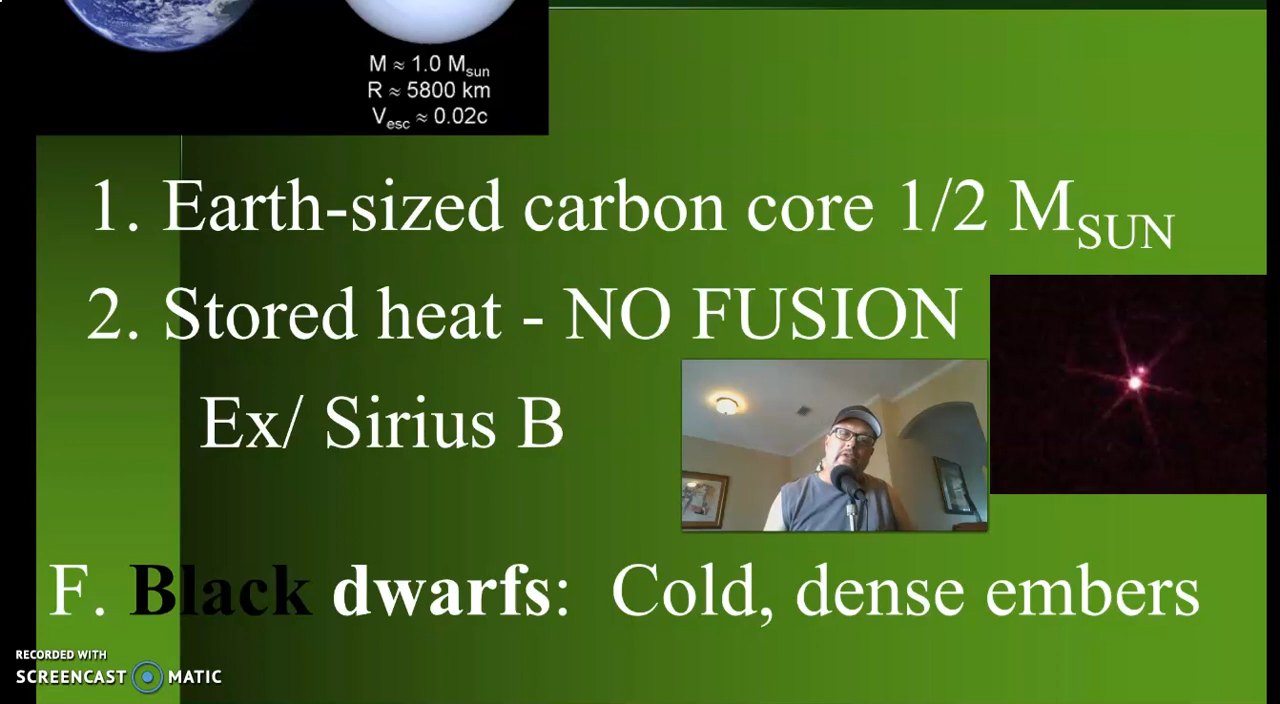 M ≈ 1.0 Msun
R ≈ 5800 km
Vesc ≈ 0.02c
1. Earth-sized carbon core 1/2 MSUN
2. Stored heat - NO FUSION
Ex/ Sirius B
F. Black dwarfs: Cold, dense embers
RECORDED WITH
SCREENCAST MATIC